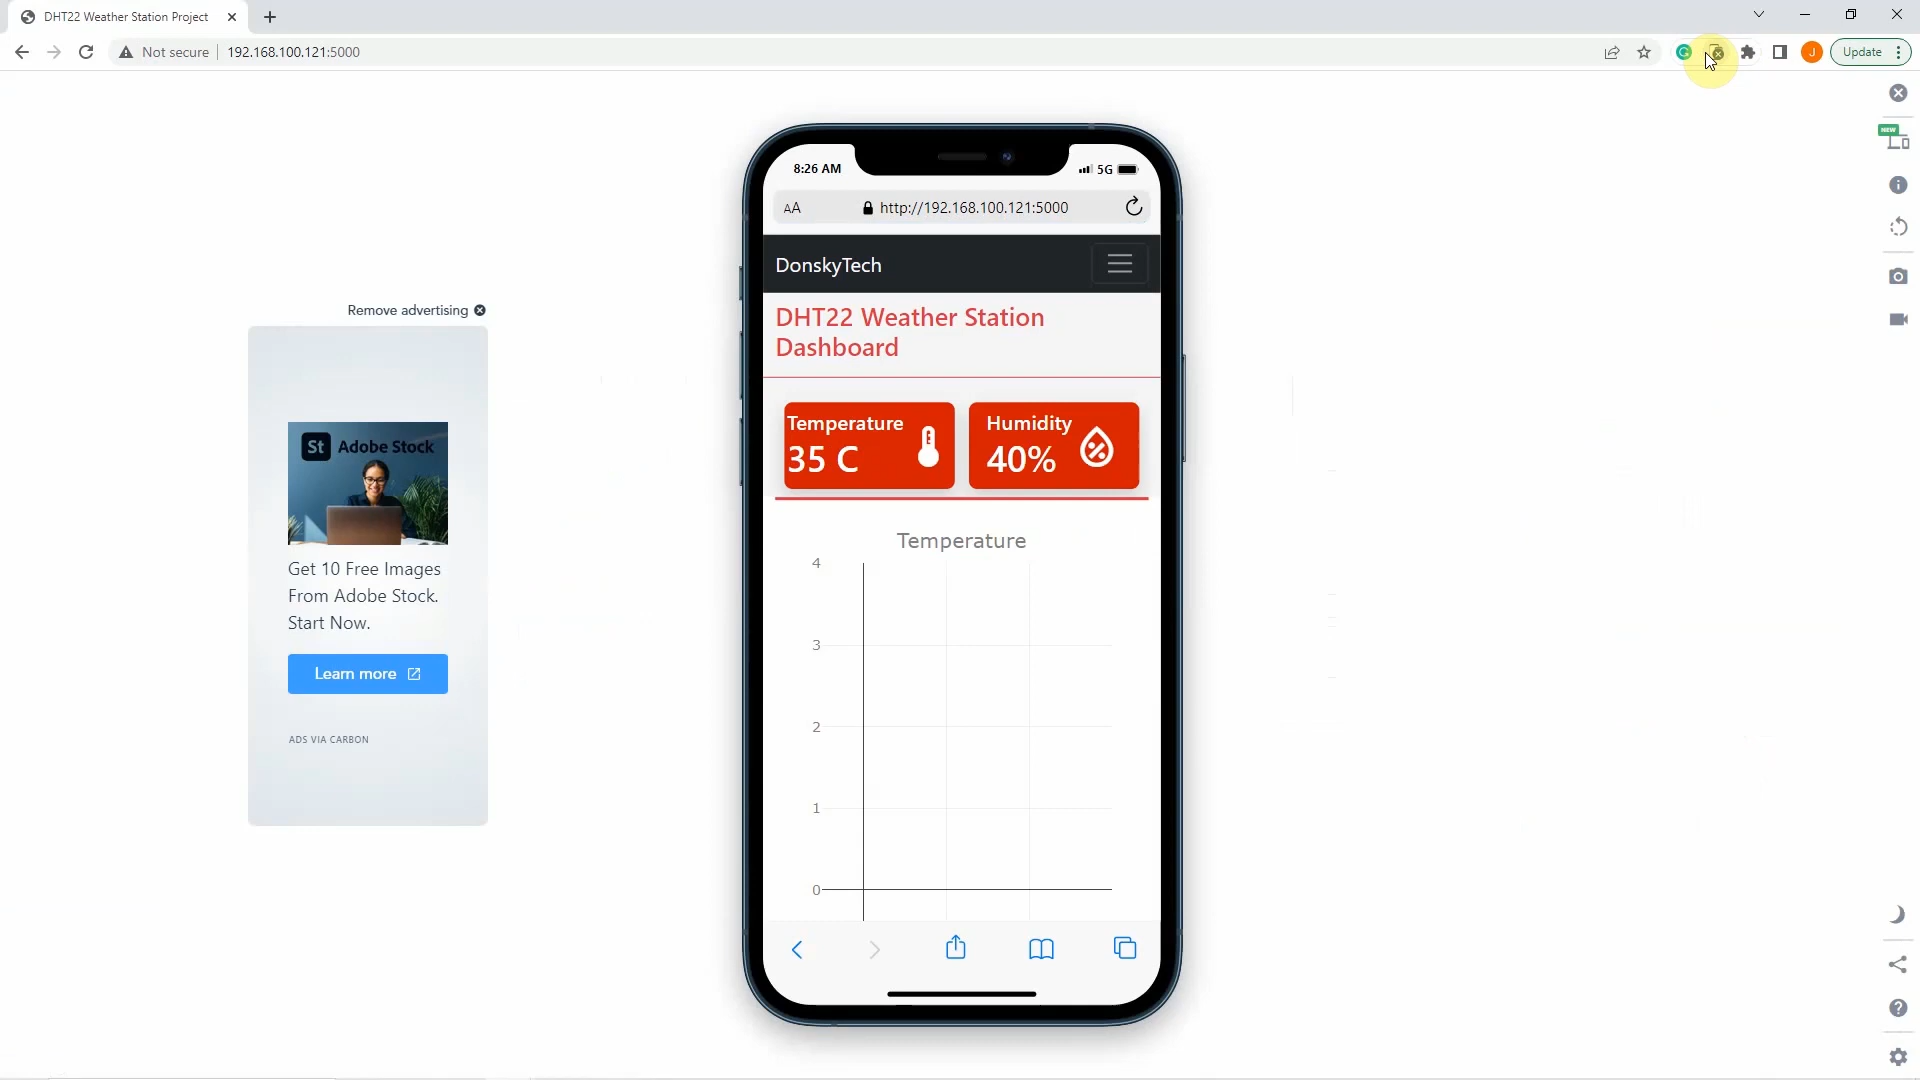 DHT22 Weather Station Project
Not secure
192.168.100.121:5000
J
Update
NEW
8:26 AM
5G
AA
http://192.168.100.121:5000
DonskyTech
DHT22 Weather Station
Dashboard
Temperature
35 C
Humidity
40%
Temperature
4
3
2
1
0
Remove advertising
St Adobe Stock
Get 10 Free Images
From Adobe Stock.
Start Now.
Learn more
ADS VIA CARBON